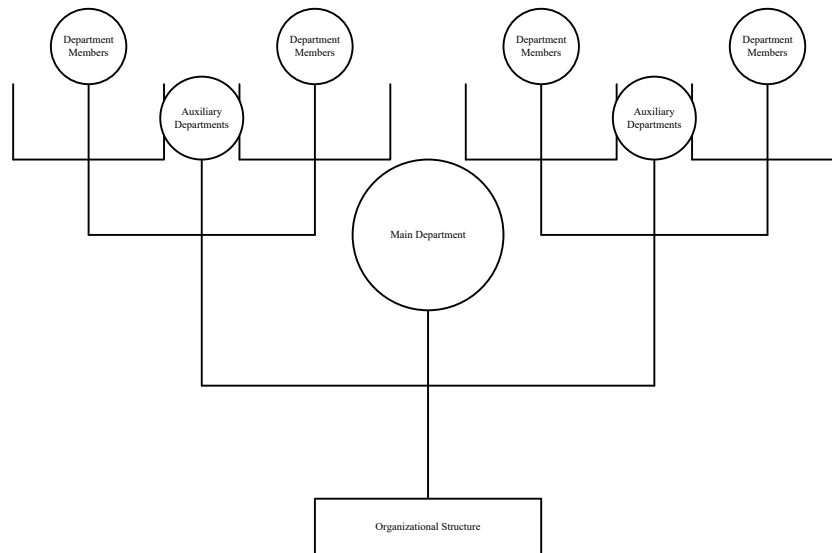 Department
Members
Department
Members
Department
Members
Department
Members
Auxiliary
Departments
Auxiliary
Departments
Main Department
Organizational Structure